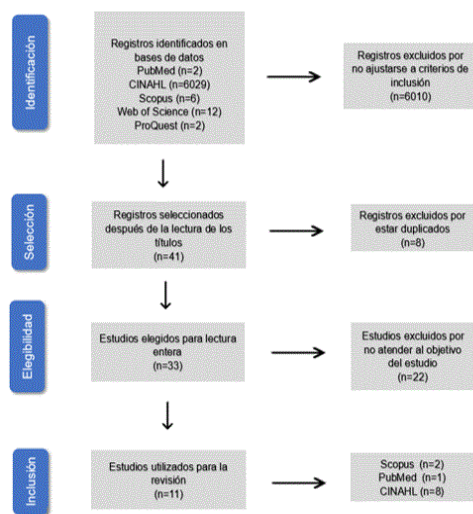 Identificación
Registros identificados en
bases de datos
PubMed (n=2)
CINAHL (n=6029)
Scopus (n=6)
Web of Science (n=12)
ProQuest (n=2)
Registros excluidos por
no ajustarse a criterios de
inclusión
(n=6010)
Selección
Registros seleccionados
después de la lectura de los
títulos
(n=41)
Registros excluidos por
estar duplicados
(n=8)
Elegibilidad
Estudios elegidos para lectura
entera
(n=33)
Estudios excluidos por
no atender al objetivo
del estudio
(n=22)
Inclusión
Estudios utilizados para la
revisión
(n=11)
Scopus (n=2)
PubMed (n=1)
CINAHL (n=8)